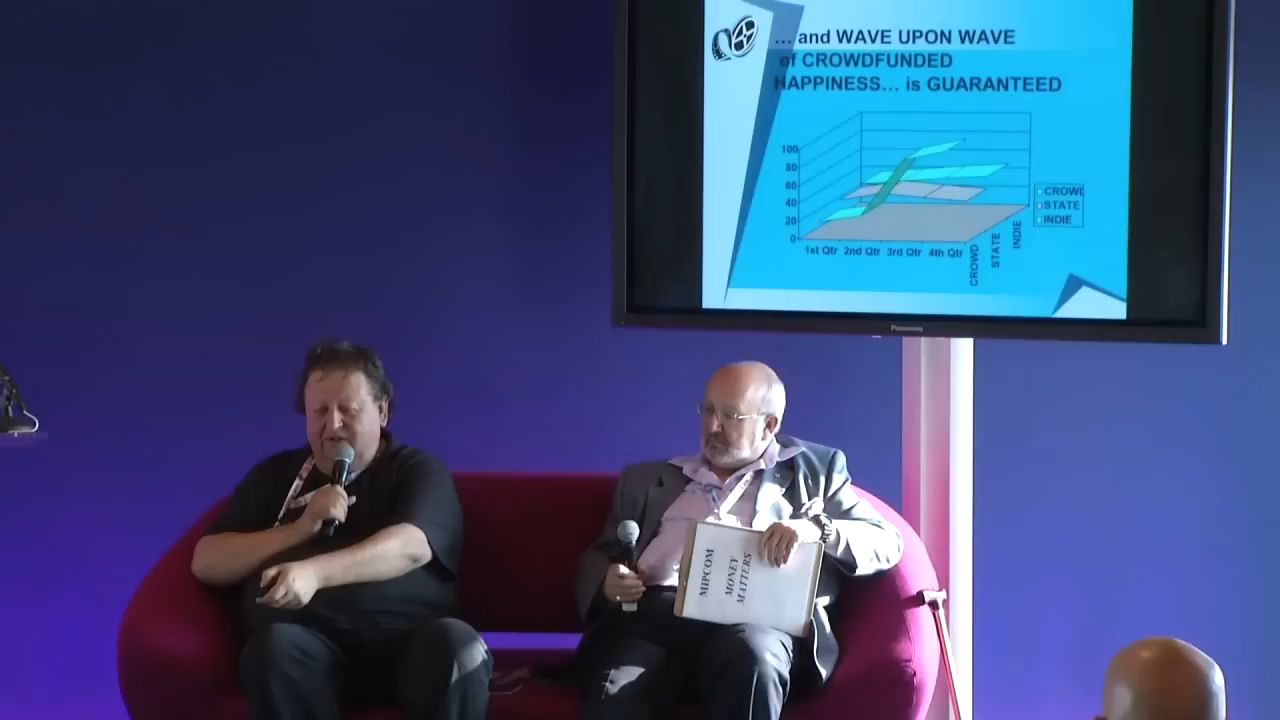 ... and WAVE UPON WAVE
of CROWDFUNDED
HAPPINESS... is GUARANTEED
100
80
60
40
20
0
1st Qtr 2nd Qtr 3rd Qtr 4th Qtr
CROWD
STATE
INDIE
CROWD
STATE
INDIE
Panasonic
MIPCOM
MONEY
MATTERS